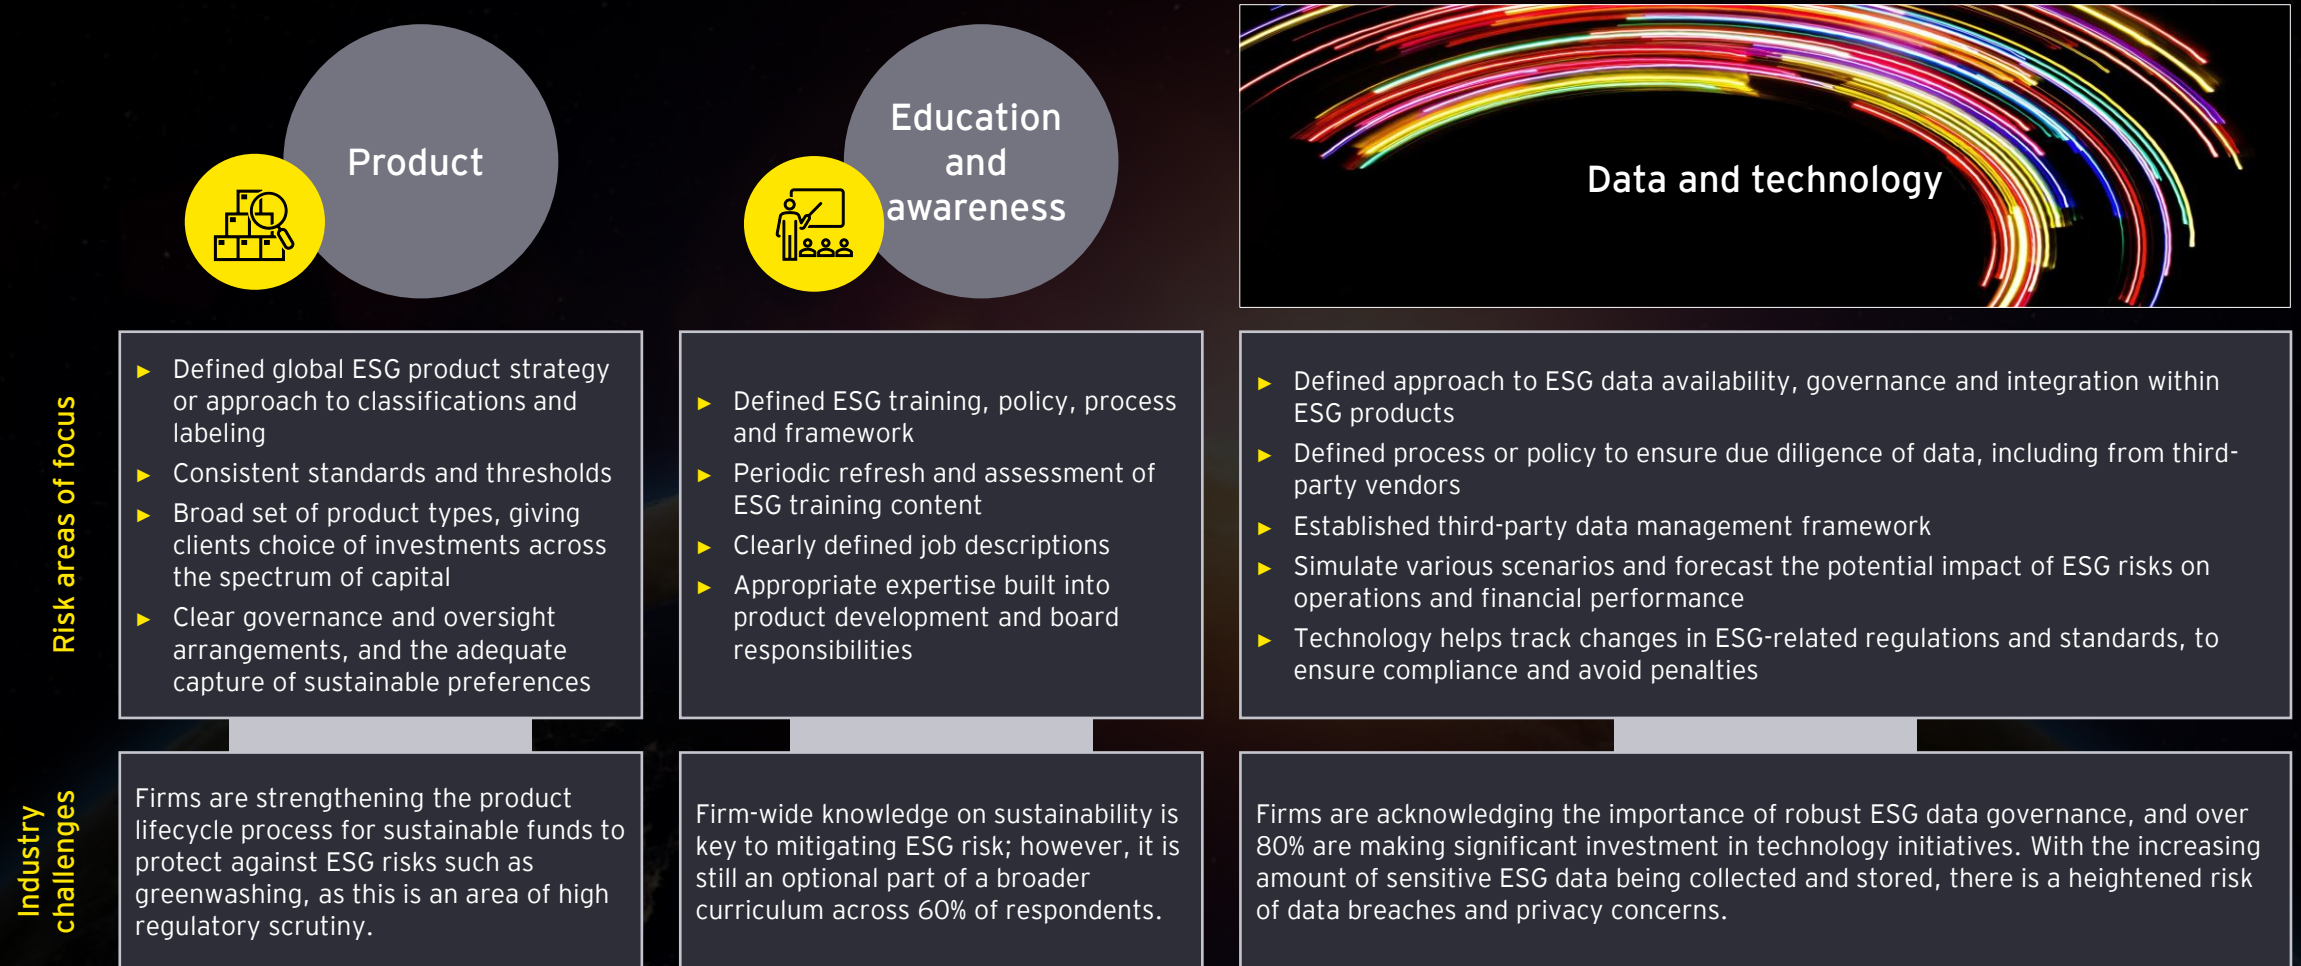 Product
Education
and
awareness
Data and technology
Risk areas of focus
► Defined global ESG product strategy
or approach to classifications and
labeling
► Consistent standards and thresholds
► Broad set of product types, giving
clients choice of investments across
the spectrum of capital
► Clear governance and oversight
arrangements, and the adequate
capture of sustainable preferences
► Defined ESG training, policy, process
and framework
► Periodic refresh and assessment of
ESG training content
► Clearly defined job descriptions
► Appropriate expertise built into
product development and board
responsibilities
► Defined approach to ESG data availability, governance and integration within
ESG products
► Defined process or policy to ensure due diligence of data, including from third-
party vendors
► Established third-party data management framework
► Simulate various scenarios and forecast the potential impact of ESG risks on
operations and financial performance
► Technology helps track changes in ESG-related regulations and standards, to
ensure compliance and avoid penalties
Industry
challenges
Firms are strengthening the product
lifecycle process for sustainable funds to
protect against ESG risks such as
greenwashing, as this is an area of high
regulatory scrutiny.
Firm-wide knowledge on sustainability is
key to mitigating ESG risk; however, it is
still an optional part of a broader
curriculum across 60% of respondents.
Firms are acknowledging the importance of robust ESG data governance, and over
80% are making significant investment in technology initiatives. With the increasing
amount of sensitive ESG data being collected and stored, there is a heightened risk
of data breaches and privacy concerns.